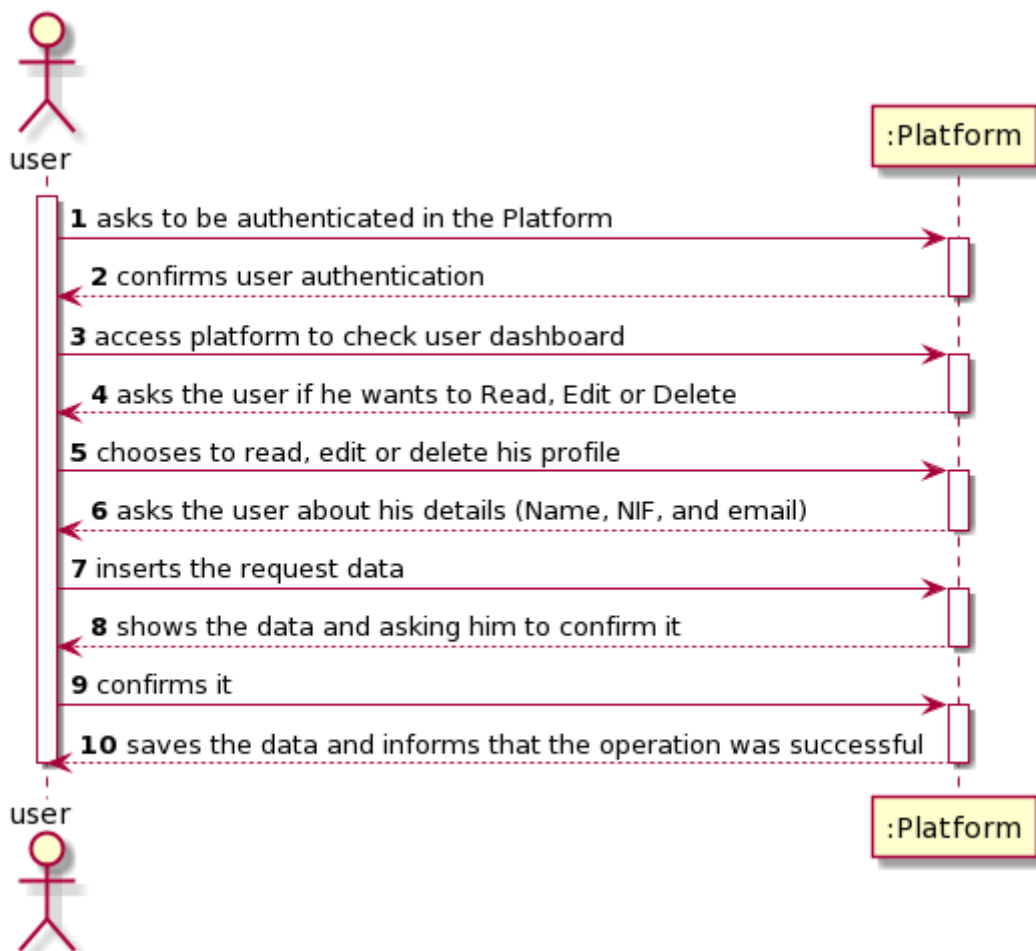 user
:Platform
1 asks to be authenticated in the Platform
2 confirms user authentication
3 access platform to check user dashboard
4 asks the user if he wants to Read, Edit or Delete
5 chooses to read, edit or delete his profile
6 asks the user about his details (Name, NIF, and email)
7 inserts the request data
8 shows the data and asking him to confirm it
9 confirms it
10 saves the data and informs that the operation was successful
user
:Platform